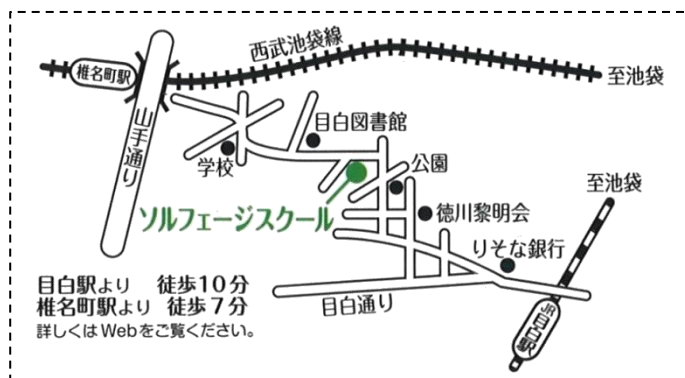 西武池袋線
椎名町駅
至池袋
山手通り
目白図書館
学校
公園
至池袋
ソルフェージスクール
徳川黎明会
りそな銀行
目白駅より 徒歩10分
椎名町駅より 徒歩7分
詳しくはWebをご覧ください。
目白通り
JR目白駅